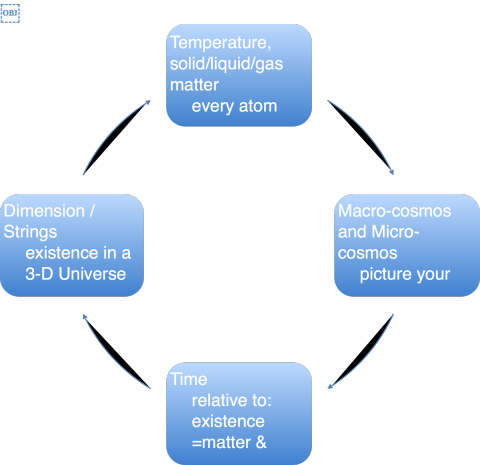 OBJ
Temperature,
solid/liquid/gas
matter
every atom
Macro-cosmos
and Micro-
cosmos
picture your
Time
relative to:
existence
=matter &
Dimension /
Strings
existence in a
3-D Universe